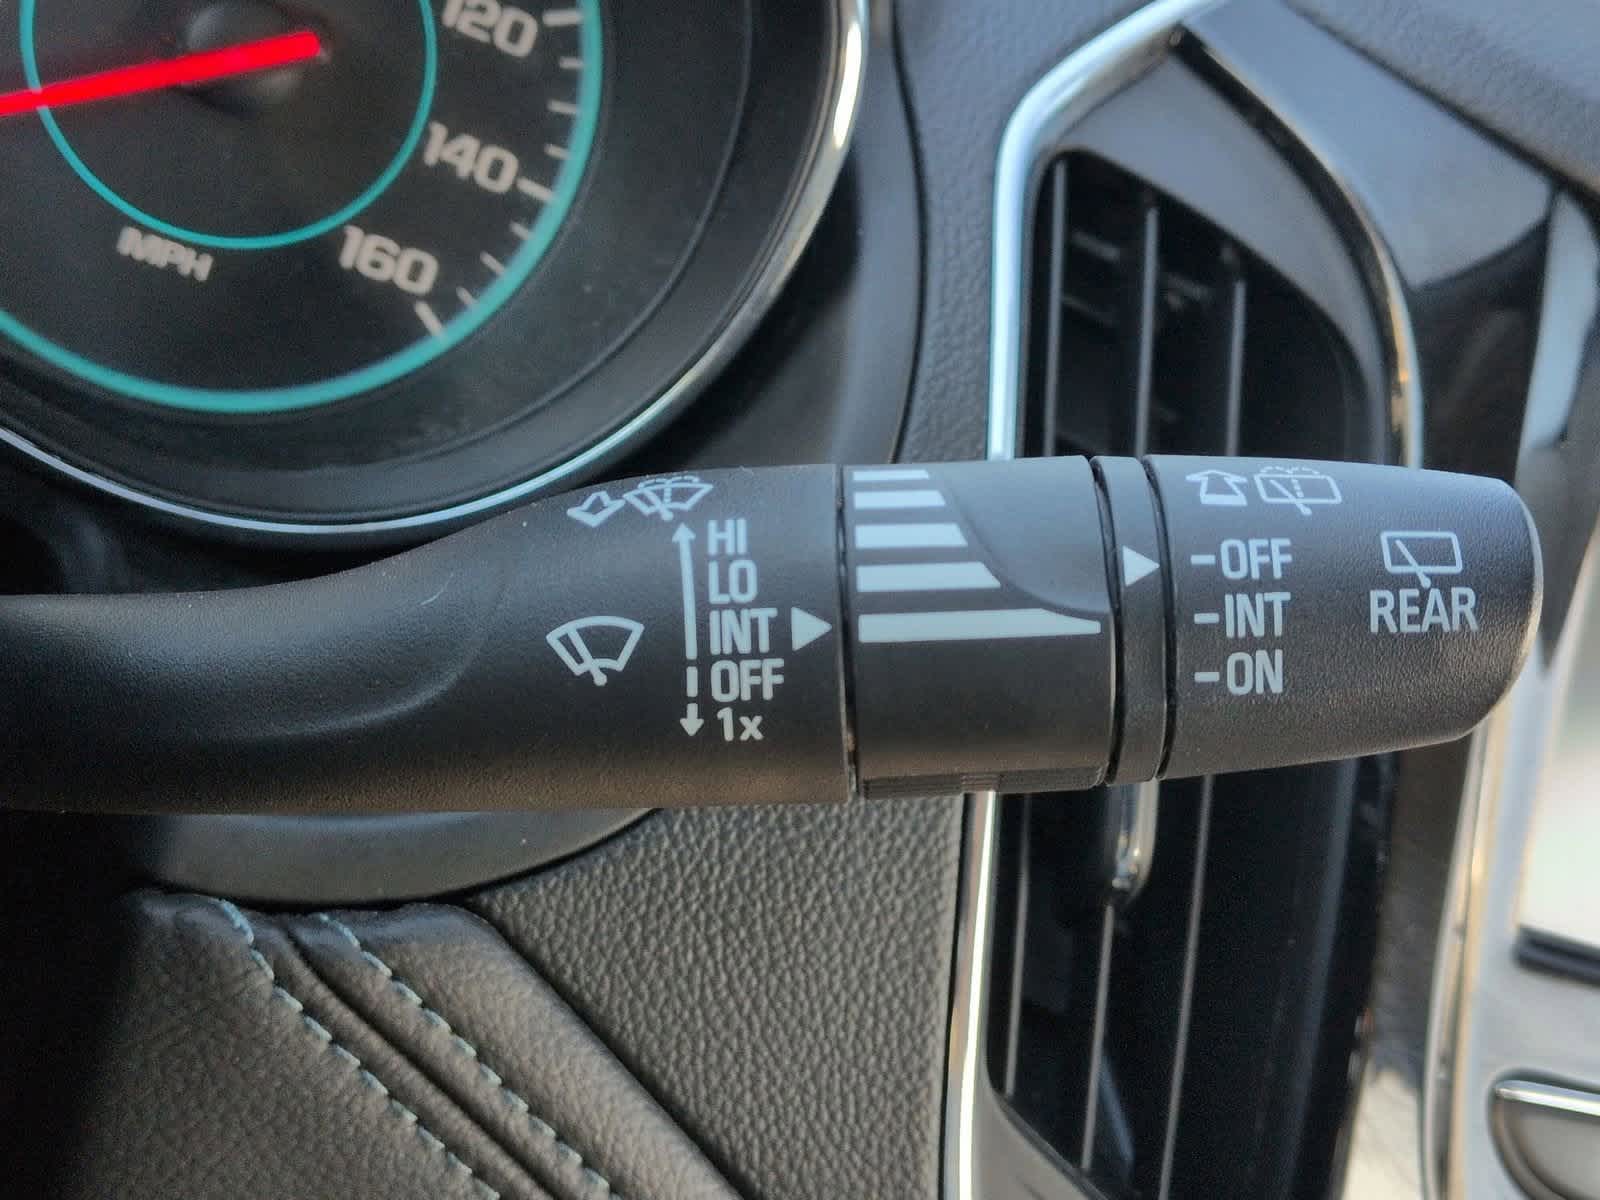 120
140
160
MPH
HI
LO
INT
OFF
1x
-OFF
-INT
-ON
REAR